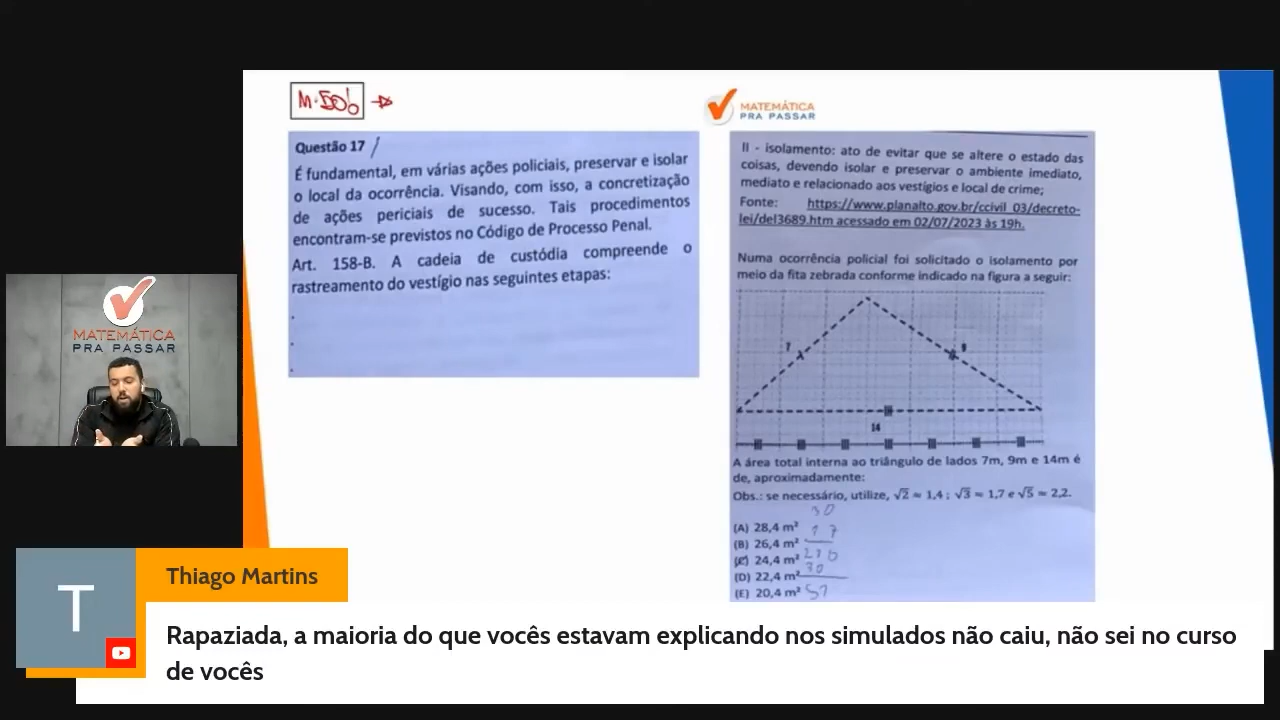 M.50b
MATEMÁTICA
PRA PASSAR
Questão 17
É fundamental, em várias ações policiais, preservar e isolar
o local da ocorrência. Visando, com isso, a concretização
de ações periciais de sucesso. Tais procedimentos
encontram-se previstos no Código de Processo Penal.
Art. 158-B. A cadeia de custódia compreende o
rastreamento do vestígio nas seguintes etapas:
.
.
.
II - isolamento: ato de evitar que se altere o estado das
coisas, devendo isolar e preservar o ambiente imediato,
mediato e relacionado aos vestígios e local de crime;
Fonte: https://www.planalto.gov.br/ccivil_03/decreto-
lei/del3689.htm acessado em 02/07/2023 às 19h.
Numa ocorrência policial foi solicitado o isolamento por
meio da fita zebrada conforme indicado na figura a seguir:
7
9
14
A área total interna ao triângulo de lados 7m, 9m e 14m é
de, aproximadamente:
Obs.: se necessário, utilize, √2 = 1,4 ; √3 = 1,7 e √5 = 2,2.
(A) 28,4 m²
(B) 26,4 m²
(C) 24,4 m²
(D) 22,4 m²
(E) 20,4 m²
MATEMÁTICA
PRA PASSAR
T
Thiago Martins
Rapaziada, a maioria do que vocês estavam explicando nos simulados não caiu, não sei no curso
de vocês